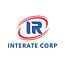 IR
INTERATE CORP